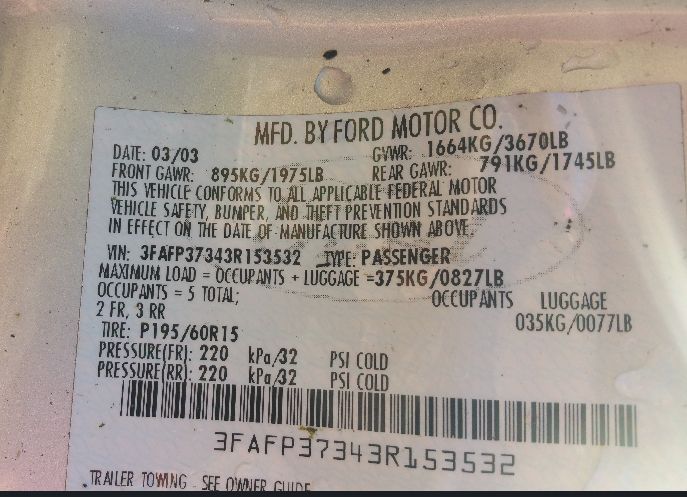 MFD. BY FORD MOTOR CO.
DATE: 03/03 GVWR: 1664KG/3670LB
FRONT GAWR: 895KG/1975LB REAR GAWR: 791KG/1745LB
THIS VEHICLE CONFORMS TO ALL APPLICABLE FEDERAL MOTOR
VEHICLE SAFETY, BUMPER, AND THEFT PREVENTION STANDARDS
IN EFFECT ON THE DATE OF MANUFACTURE SHOWN ABOVE.
VIN: 3FAFP37343R153532 TYPE: PASSENGER
MAXIMUM LOAD = OCCUPANTS + LUGGAGE =375KG/0827LB
OCCUPANTS = 5 TOTAL; OCCUPANTS LUGGAGE
2 FR, 3 RR 035KG/0077LB
TIRE: P195/60R15
PRESSURE(FR): 220 kPa/32 PSI COLD
PRESSURE(RR): 220 kPa/32 PSI COLD
3FAFP37343R153532
TRAILER TOWING - SEE OWNER GUIDE